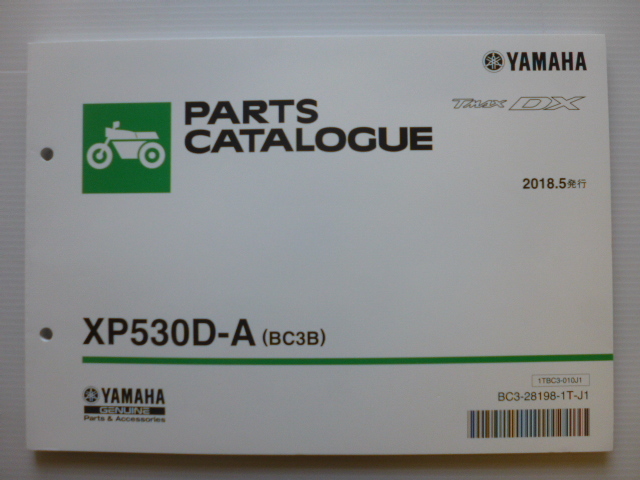 YAMAHA
TMAX DX
PARTS
CATALOGUE
2018.5発行
XP530D-A (BC3B)
1TBC3-010J1
YAMAHA
GENUINE
Parts & Accessories
BC3-28198-1T-J1